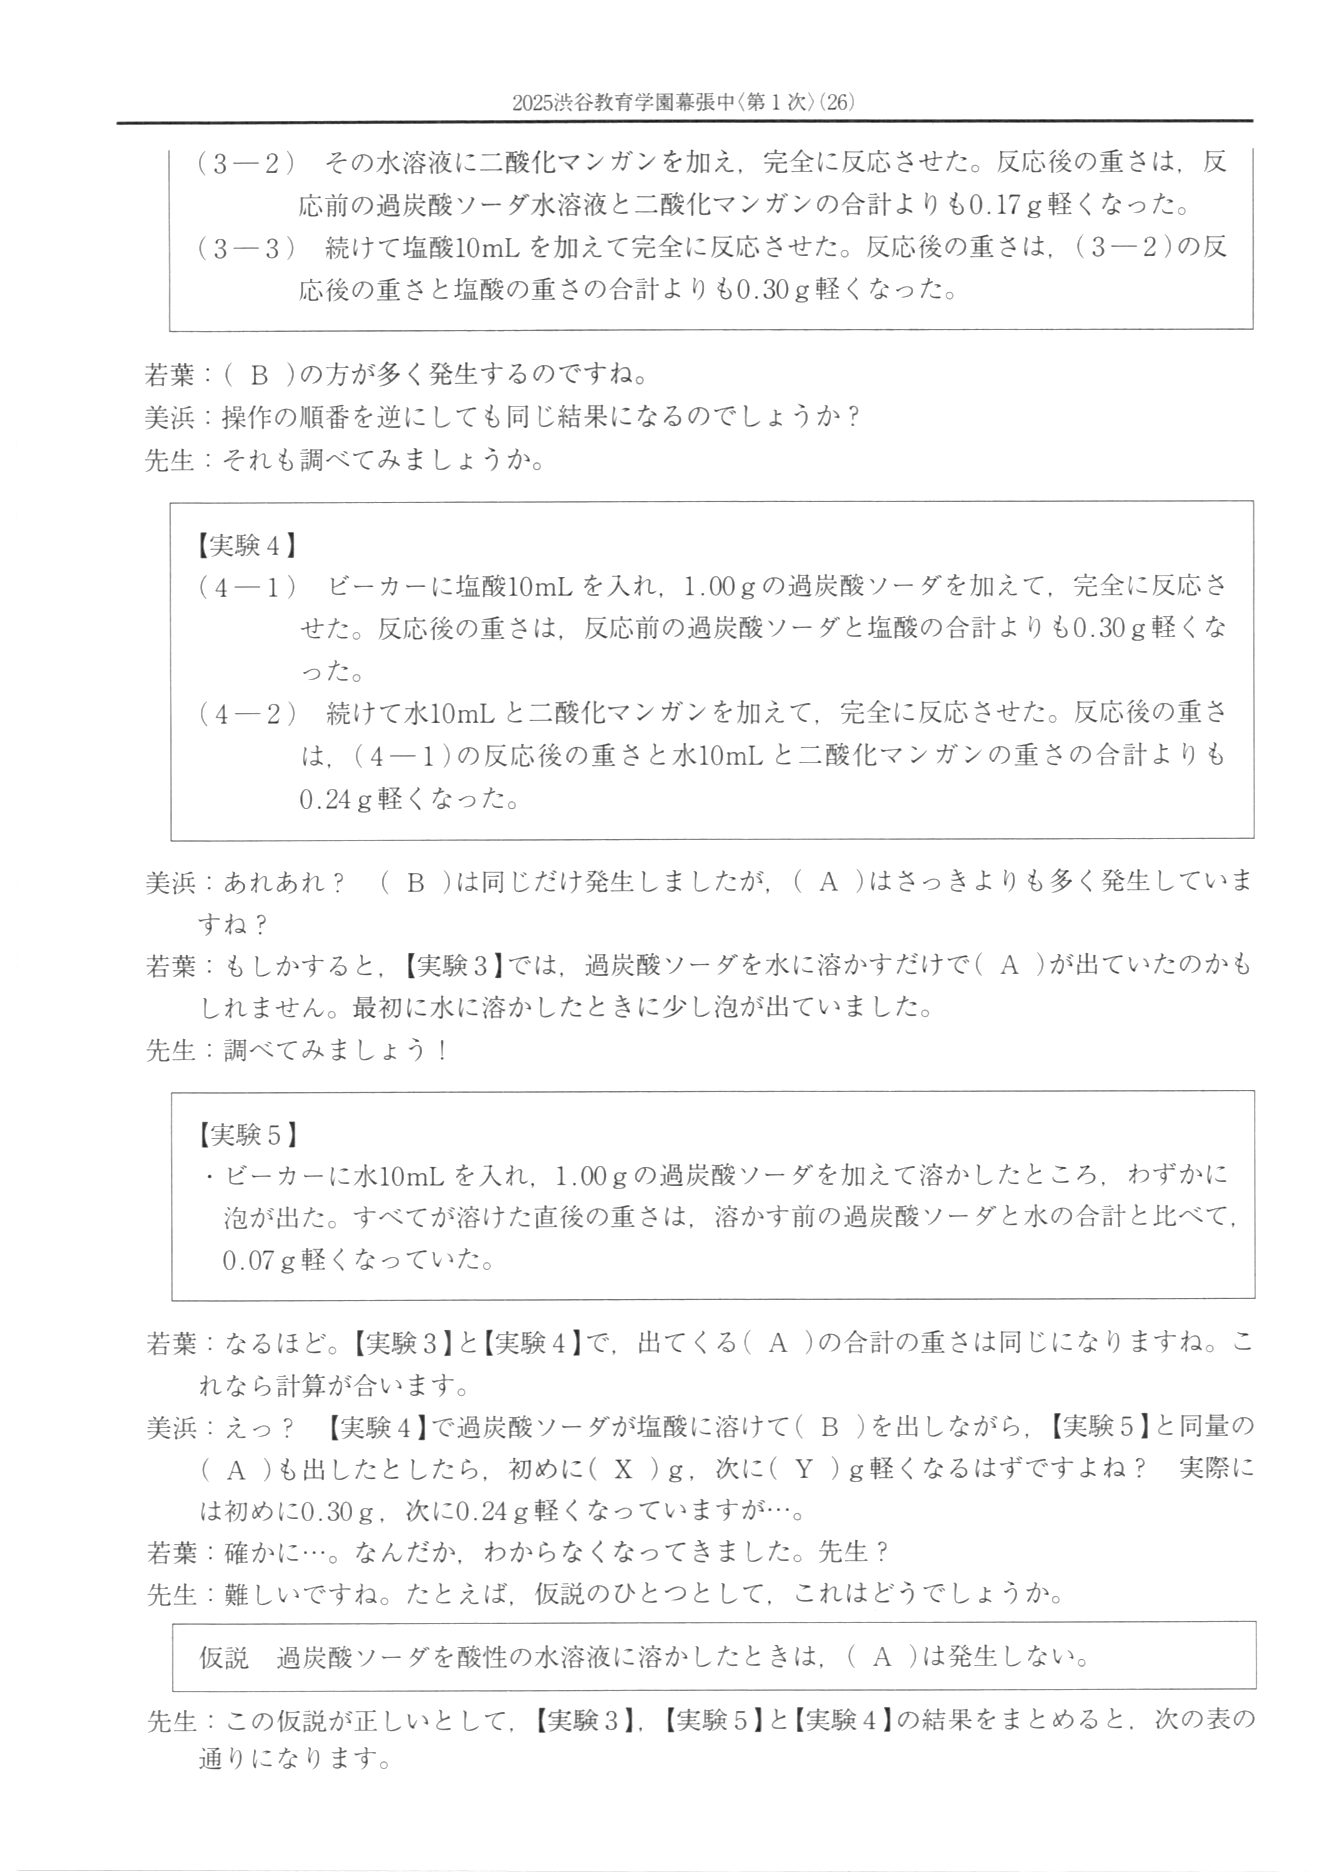 2025渋谷教育学園幕張中〈第1次〉(26)
(3―2) その水溶液に二酸化マンガンを加え，完全に反応させた。反応後の重さは，反
応前の過炭酸ソーダ水溶液と二酸化マンガンの合計よりも0.17g軽くなった。
(3―3) 続けて塩酸10mLを加えて完全に反応させた。反応後の重さは，(3―2)の反
応後の重さと塩酸の重さの合計よりも0.30g軽くなった。
若葉：( B )の方が多く発生するのですね。
美浜：操作の順番を逆にしても同じ結果になるのでしょうか？
先生：それも調べてみましょうか。
【実験4】
(4―1) ビーカーに塩酸10mLを入れ，1.00gの過炭酸ソーダを加えて，完全に反応さ
せた。反応後の重さは，反応前の過炭酸ソーダと塩酸の合計よりも0.30g軽くな
った。
(4―2) 続けて水10mLと二酸化マンガンを加えて，完全に反応させた。反応後の重さ
は，(4―1)の反応後の重さと水10mLと二酸化マンガンの重さの合計よりも
0.24g軽くなった。
美浜：あれあれ？ ( B )は同じだけ発生しましたが，( A )はさっきよりも多く発生していま
すね？
若葉：もしかすると，【実験3】では，過炭酸ソーダを水に溶かすだけで( A )が出ていたのかも
しれません。最初に水に溶かしたときに少し泡が出ていました。
先生：調べてみましょう！
【実験5】
・ビーカーに水10mLを入れ，1.00gの過炭酸ソーダを加えて溶かしたところ，わずかに
泡が出た。すべてが溶けた直後の重さは，溶かす前の過炭酸ソーダと水の合計と比べて，
0.07g軽くなっていた。
若葉：なるほど。【実験3】と【実験4】で，出てくる( A )の合計の重さは同じになりますね。こ
れなら計算が合います。
美浜：えっ？ 【実験4】で過炭酸ソーダが塩酸に溶けて( B )を出しながら，【実験5】と同量の
( A )も出したとしたら，初めに( X )g，次に( Y )g軽くなるはずですよね？ 実際に
は初めに0.30g，次に0.24g軽くなっていますが…。
若葉：確かに…。なんだか，わからなくなってきました。先生？
先生：難しいですね。たとえば，仮説のひとつとして，これはどうでしょうか。
仮説 過炭酸ソーダを酸性の水溶液に溶かしたときは，( A )は発生しない。
先生：この仮説が正しいとして，【実験3】，【実験5】と【実験4】の結果をまとめると，次の表の
通りになります。